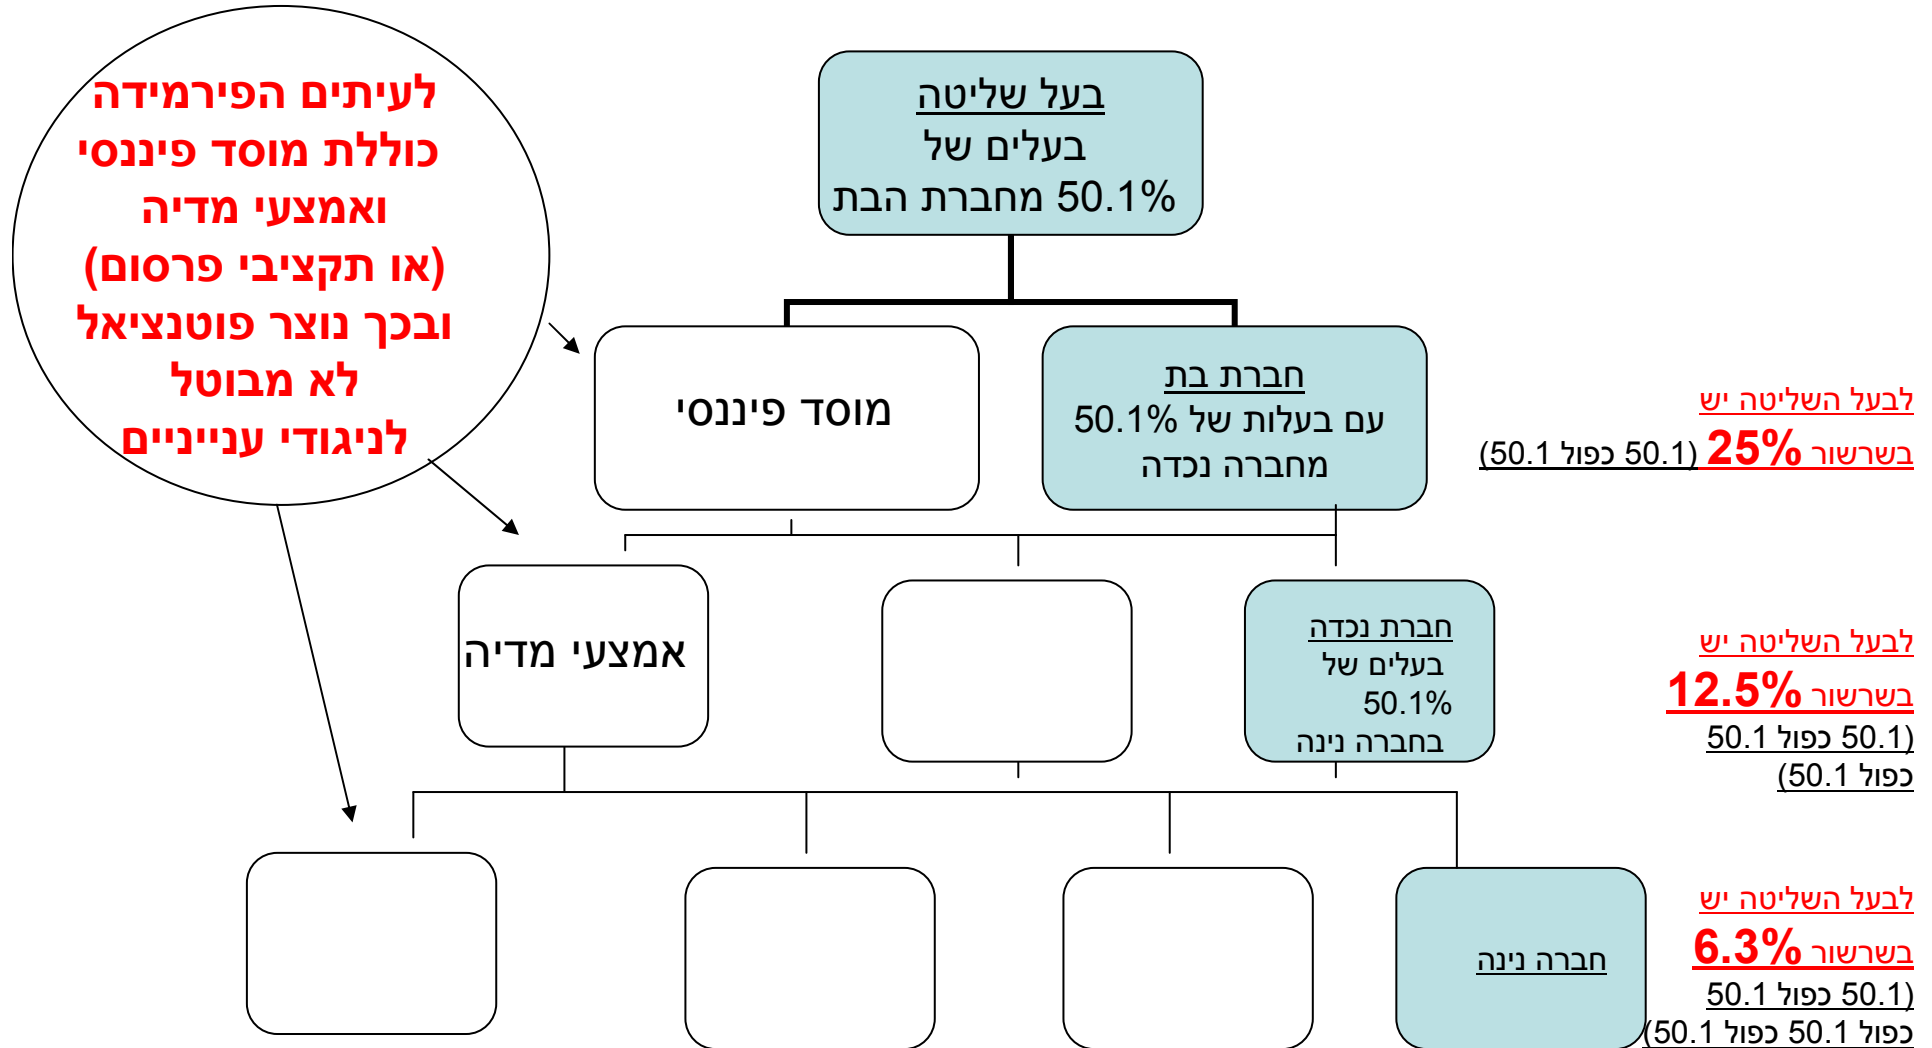 לעיתים הפירמידה
כוללת מוסד פיננסי
ואמצעי מדיה
(או תקציבי פרסום)
ובכך נוצר פוטנציאל
לא מבוטל
לניגודי ענייניים
בעל שליטה
בעלים של
50.1% מחברת הבת
מוסד פיננסי
חברת בת
עם בעלות של 50.1%
מחברה נכדה
לבעל השליטה יש
בשרשור 25% (50.1 כפול 50.1)
אמצעי מדיה
חברת נכדה
בעלים של
50.1%
בחברה נינה
לבעל השליטה יש
בשרשור 12.5%
(50.1 כפול 50.1
כפול 50.1)
חברה נינה
לבעל השליטה יש
בשרשור 6.3%
(50.1 כפול 50.1
כפול 50.1 כפול 50.1)